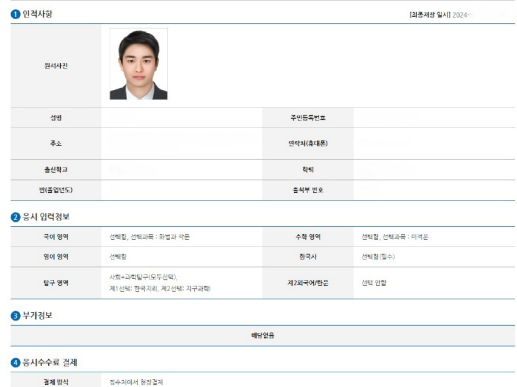 1 인적사항 [최종저장 일시] 2024-
원서사진
성명 주민등록번호
주소 연락처(휴대폰)
출신학교 학력
반(졸업년도) 출석부 번호
2 응시 입력정보
국어 영역 선택함, 선택과목 : 화법과 작문 수학 영역 선택함, 선택과목 : 미적분
영어 영역 선택함 한국사 선택함(필수)
탐구 영역 사회+과학탐구(모두선택), 제2외국어/한문 선택 안함
제1선택: 한국지리, 제2선택: 지구과학I
3 부가정보
해당없음
4 응시수수료 결제
결제 방식 접수처에서 현장결제